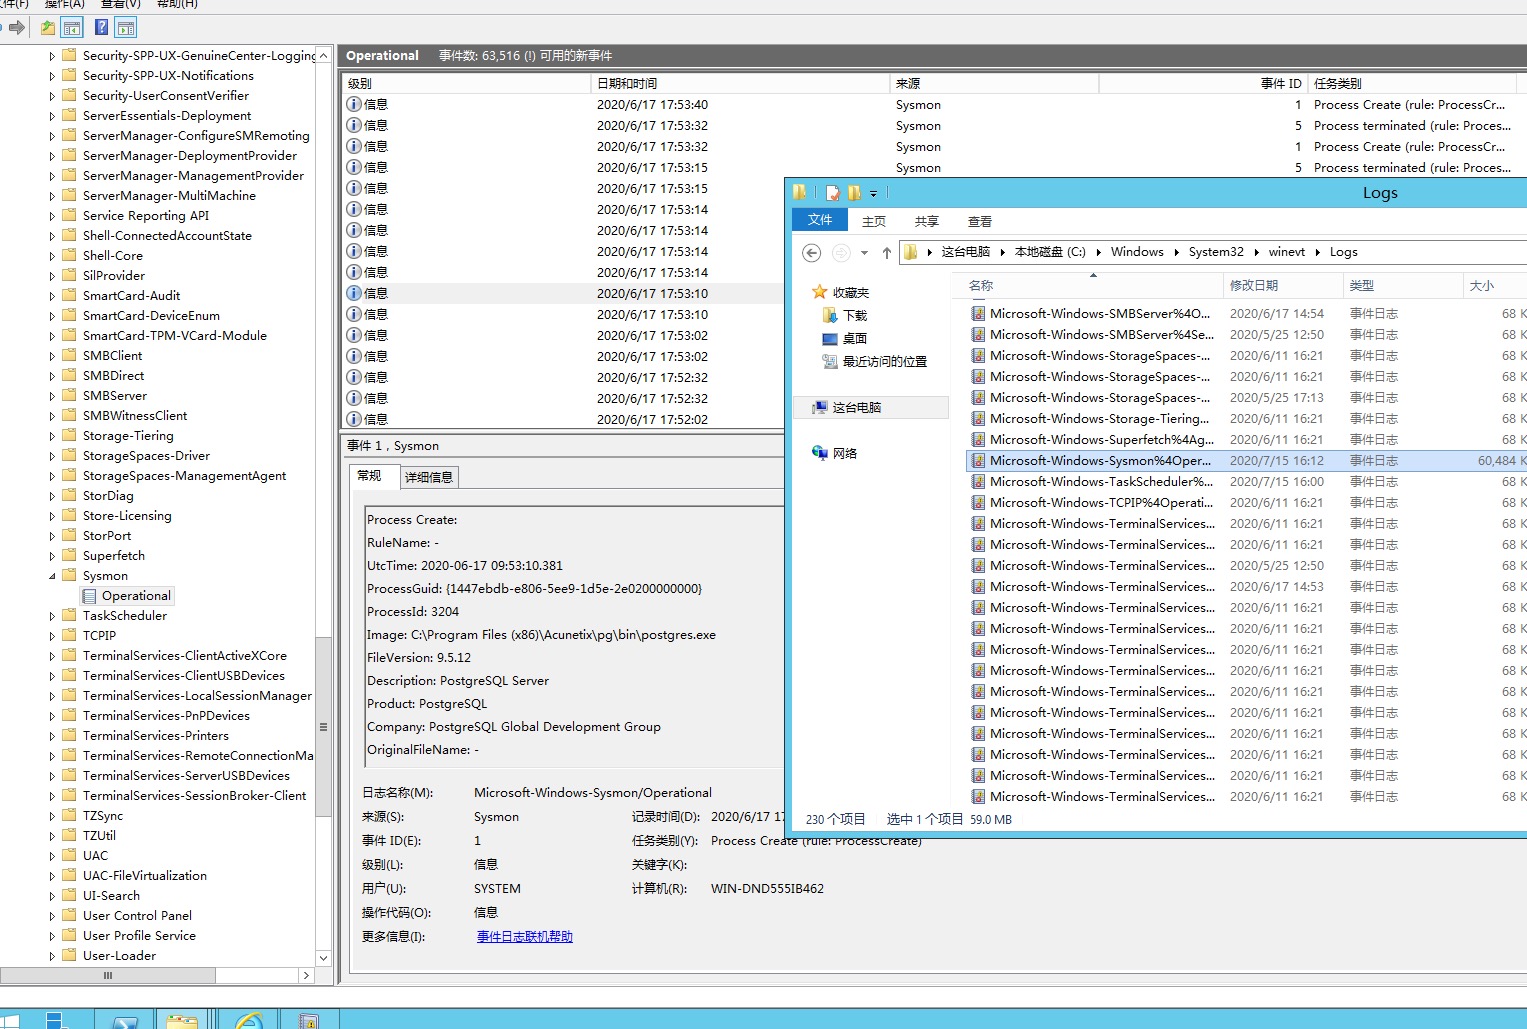 文件(F) 操作(A) 查看(V) 帮助(H)
Security-SPP-UX-GenuineCenter-Logging
Security-SPP-UX-Notifications
Security-UserConsentVerifier
ServerEssentials-Deployment
ServerManager-ConfigureSMRemoting
ServerManager-DeploymentProvider
ServerManager-ManagementProvider
ServerManager-MultiMachine
Service Reporting API
Shell-ConnectedAccountState
Shell-Core
SilProvider
SmartCard-Audit
SmartCard-DeviceEnum
SmartCard-TPM-VCard-Module
SMBClient
SMBDirect
SMBServer
SMBWitnessClient
Storage-Tiering
StorageSpaces-Driver
StorageSpaces-ManagementAgent
StorDiag
Store-Licensing
StorPort
Superfetch
Sysmon
Operational
TaskScheduler
TCPIP
TerminalServices-ClientActiveXCore
TerminalServices-ClientUSBDevices
TerminalServices-LocalSessionManager
TerminalServices-PnPDevices
TerminalServices-Printers
TerminalServices-RemoteConnectionMa
TerminalServices-ServerUSBDevices
TerminalServices-SessionBroker-Client
TZSync
TZUtil
UAC
UAC-FileVirtualization
UI-Search
User Control Panel
User Profile Service
User-Loader
Operational 事件数: 63,516 (!) 可用的新事件
级别 日期和时间 来源 事件 ID 任务类别
信息 2020/6/17 17:53:40 Sysmon 1 Process Create (rule: ProcessCr...
信息 2020/6/17 17:53:32 Sysmon 5 Process terminated (rule: Proces...
信息 2020/6/17 17:53:32 Sysmon 1 Process Create (rule: ProcessCr...
信息 2020/6/17 17:53:15 Sysmon 5 Process terminated (rule: Proces...
信息 2020/6/17 17:53:15
信息 2020/6/17 17:53:14
信息 2020/6/17 17:53:14
信息 2020/6/17 17:53:14
信息 2020/6/17 17:53:14
信息 2020/6/17 17:53:10
信息 2020/6/17 17:53:10
信息 2020/6/17 17:53:02
信息 2020/6/17 17:53:02
信息 2020/6/17 17:52:32
信息 2020/6/17 17:52:32
信息 2020/6/17 17:52:02
事件 1，Sysmon
常规 详细信息
Process Create:
RuleName: -
UtcTime: 2020-06-17 09:53:10.381
ProcessGuid: {1447ebdb-e806-5ee9-1d5e-2e0200000000}
ProcessId: 3204
Image: C:\Program Files (x86)\Acunetix\pg\bin\postgres.exe
FileVersion: 9.5.12
Description: PostgreSQL Server
Product: PostgreSQL
Company: PostgreSQL Global Development Group
OriginalFileName: -
日志名称(M): Microsoft-Windows-Sysmon/Operational
来源(S): Sysmon 记录时间(D): 2020/6/17 17
事件 ID(E): 1 任务类别(Y): Process Create (rule: ProcessCreate)
级别(L): 信息 关键字(K):
用户(U): SYSTEM 计算机(R): WIN-DND555IB462
操作代码(O): 信息
更多信息(I): 事件日志联机帮助
Logs
文件 主页 共享 查看
这台电脑 本地磁盘 (C:) Windows System32 winevt Logs
收藏夹
下载
桌面
最近访问的位置
这台电脑
网络
名称 修改日期 类型 大小
Microsoft-Windows-SMBServer%4O... 2020/6/17 14:54 事件日志 68 K
Microsoft-Windows-SMBServer%4Se... 2020/5/25 12:50 事件日志 68 K
Microsoft-Windows-StorageSpaces-... 2020/6/11 16:21 事件日志 68 K
Microsoft-Windows-StorageSpaces-... 2020/6/11 16:21 事件日志 68 K
Microsoft-Windows-StorageSpaces-... 2020/5/25 17:13 事件日志 68 K
Microsoft-Windows-Storage-Tiering... 2020/6/11 16:21 事件日志 68 K
Microsoft-Windows-Superfetch%4Ag... 2020/6/11 16:21 事件日志 68 K
Microsoft-Windows-Sysmon%4Oper... 2020/7/15 16:12 事件日志 60,484 K
Microsoft-Windows-TaskScheduler%... 2020/7/15 16:00 事件日志 68 K
Microsoft-Windows-TCPIP%4Operati... 2020/6/11 16:21 事件日志 68 K
Microsoft-Windows-TerminalServices... 2020/6/11 16:21 事件日志 68 K
Microsoft-Windows-TerminalServices... 2020/6/11 16:21 事件日志 68 K
Microsoft-Windows-TerminalServices... 2020/5/25 12:50 事件日志 68 K
Microsoft-Windows-TerminalServices... 2020/6/17 14:53 事件日志 68 K
Microsoft-Windows-TerminalServices... 2020/6/11 16:21 事件日志 68 K
Microsoft-Windows-TerminalServices... 2020/6/11 16:21 事件日志 68 K
Microsoft-Windows-TerminalServices... 2020/6/11 16:21 事件日志 68 K
Microsoft-Windows-TerminalServices... 2020/6/11 16:21 事件日志 68 K
Microsoft-Windows-TerminalServices... 2020/6/11 16:21 事件日志 68 K
Microsoft-Windows-TerminalServices... 2020/6/11 16:21 事件日志 68 K
Microsoft-Windows-TerminalServices... 2020/6/11 16:21 事件日志 68 K
Microsoft-Windows-TerminalServices... 2020/6/11 16:21 事件日志 68 K
Microsoft-Windows-TerminalServices... 2020/6/11 16:21 事件日志 68 K
Microsoft-Windows-TerminalServices... 2020/6/11 16:21 事件日志 68 K
230 个项目 选中 1 个项目 59.0 MB